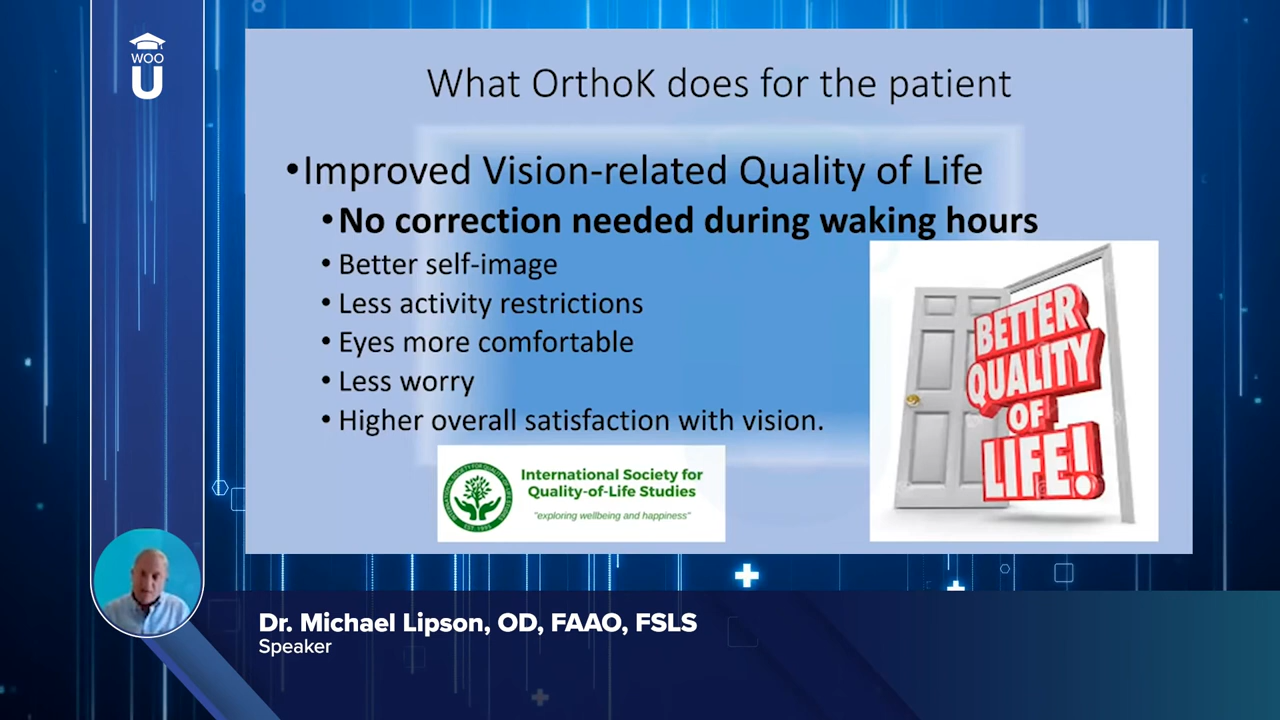 WOO
U
What OrthoK does for the patient
•Improved Vision-related Quality of Life
•No correction needed during waking hours
• Better self-image
• Less activity restrictions
• Eyes more comfortable
• Less worry
• Higher overall satisfaction with vision.
BETTER
QUALITY
OF
LIFE!
International Society for
Quality-of-Life Studies
"exploring wellbeing and happiness"
Dr. Michael Lipson, OD, FAAO, FSLS
Speaker